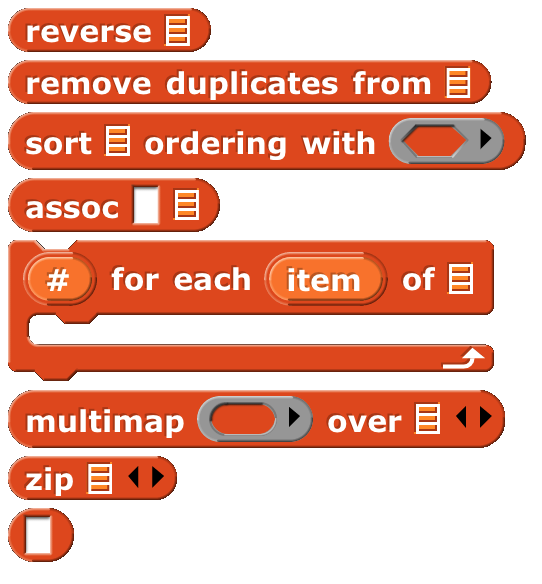 reverse
remove duplicates from
sort ordering with
assoc
# for each item of
multimap over
zip